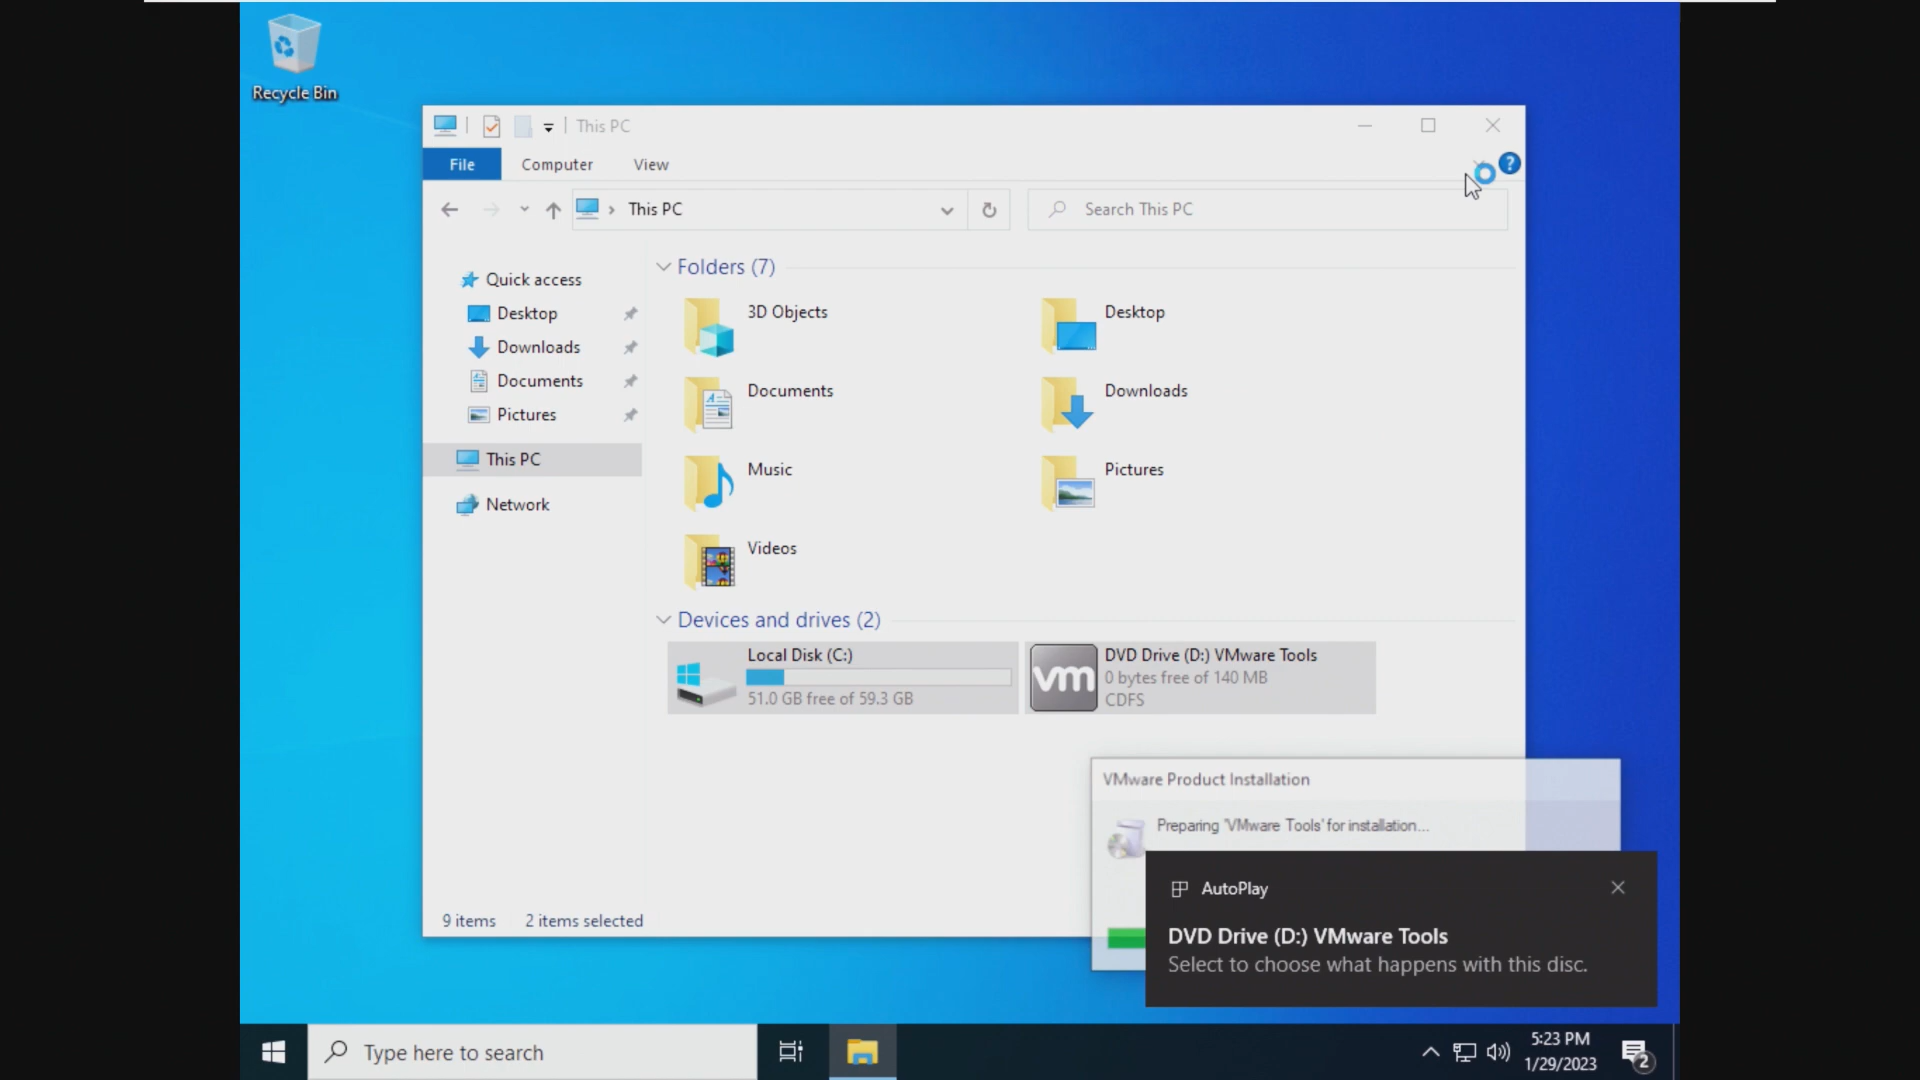 Recycle Bin
This PC
File
Computer
View
This PC
Search This PC
Quick access
Desktop
Downloads
Documents
Pictures
This PC
Network
Folders (7)
3D Objects
Desktop
Documents
Downloads
Music
Pictures
Videos
Devices and drives (2)
Local Disk (C:)
51.0 GB free of 59.3 GB
vm
DVD Drive (D:) VMware Tools
0 bytes free of 140 MB
CDFS
9 items
2 items selected
VMware Product Installation
Preparing 'VMware Tools' for installation...
AutoPlay
DVD Drive (D:) VMware Tools
Select to choose what happens with this disc.
Type here to search
5:23 PM
1/29/2023
2